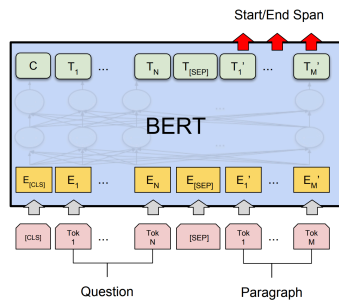 Start/End Span
C T1 ... TN T[SEP] T1' ... TM'
BERT
E[CLS] E1 ... EN E[SEP] E1' ... EM'
[CLS] Tok 1 ... Tok N [SEP] Tok 1 ... Tok M
Question Paragraph